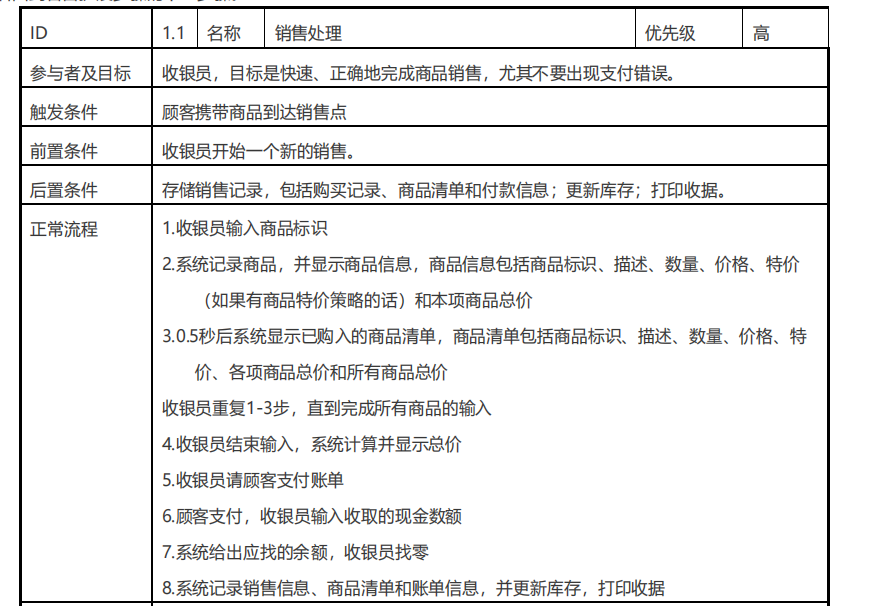 ID 1.1 名称 销售处理 优先级 高
参与者及目标 收银员，目标是快速、正确地完成商品销售，尤其不要出现支付错误。
触发条件 顾客携带商品到达销售点
前置条件 收银员开始一个新的销售。
后置条件 存储销售记录，包括购买记录、商品清单和付款信息；更新库存；打印收据。
正常流程 1.收银员输入商品标识
2.系统记录商品，并显示商品信息，商品信息包括商品标识、描述、数量、价格、特价
（如果有商品特价策略的话）和本项商品总价
3.0.5秒后系统显示已购入的商品清单，商品清单包括商品标识、描述、数量、价格、特
价、各项商品总价和所有商品总价
收银员重复1-3步，直到完成所有商品的输入
4.收银员结束输入，系统计算并显示总价
5.收银员请顾客支付账单
6.顾客支付，收银员输入收取的现金数额
7.系统给出应找的余额，收银员找零
8.系统记录销售信息、商品清单和账单信息，并更新库存，打印收据